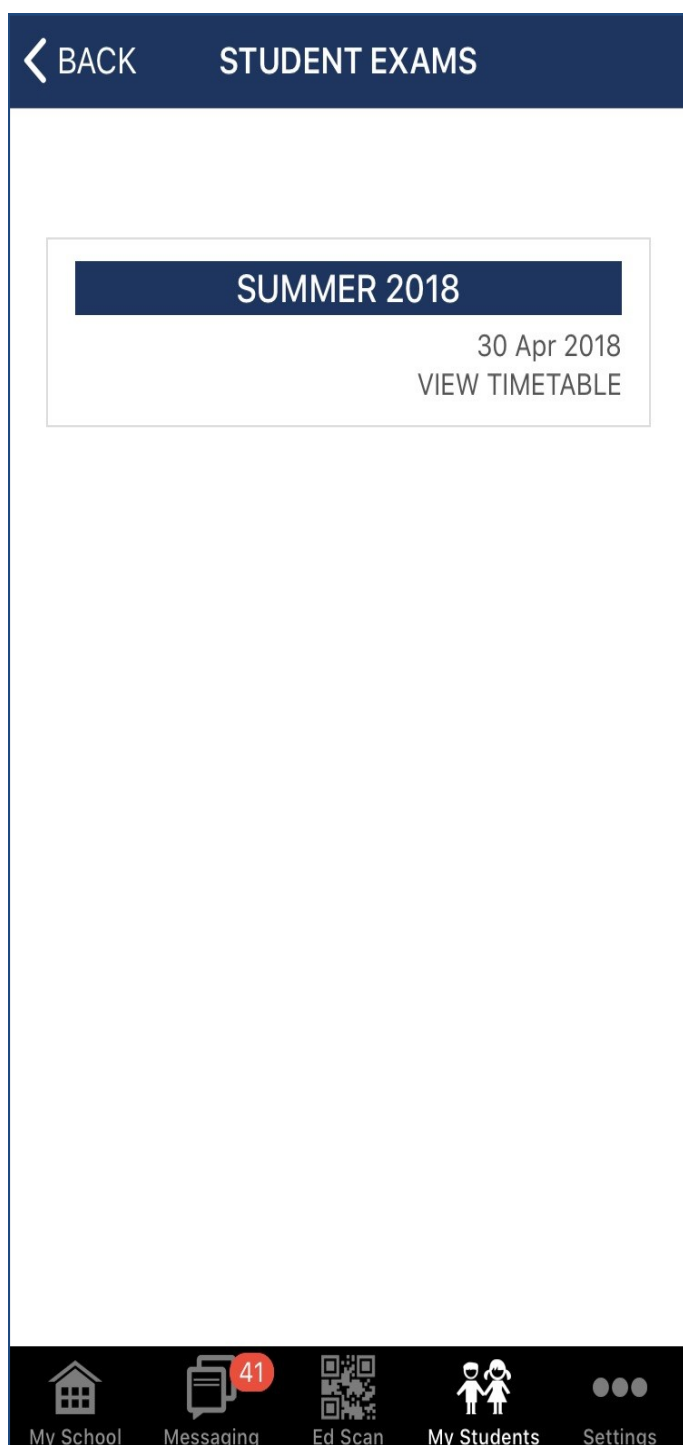 BACK STUDENT EXAMS
SUMMER 2018
30 Apr 2018
VIEW TIMETABLE
41
My School Messaging Ed Scan My Students Settings